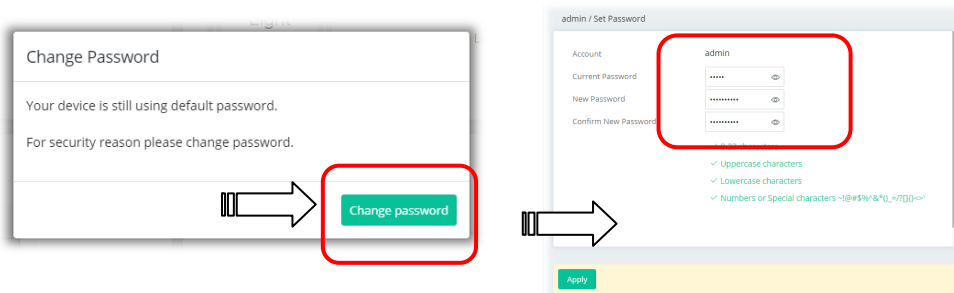 Light
Change Password
Your device is still using default password.
For security reason please change password.
Change password
admin / Set Password
Account admin
Current Password •••••
New Password ••••••••••
Confirm New Password ••••••••••
characters
✓ Uppercase characters
✓ Lowercase characters
✓ Numbers or Special characters ~!@#$%^&*()_=/?[]{}<>^
Apply